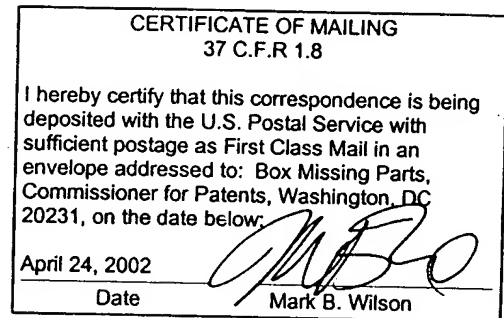 CERTIFICATE OF MAILING
37 C.F.R 1.8
I hereby certify that this correspondence is being
deposited with the U.S. Postal Service with
sufficient postage as First Class Mail in an
envelope addressed to: Box Missing Parts,
Commissioner for Patents, Washington, DC
20231, on the date below:
April 24, 2002
Date Mark B. Wilson